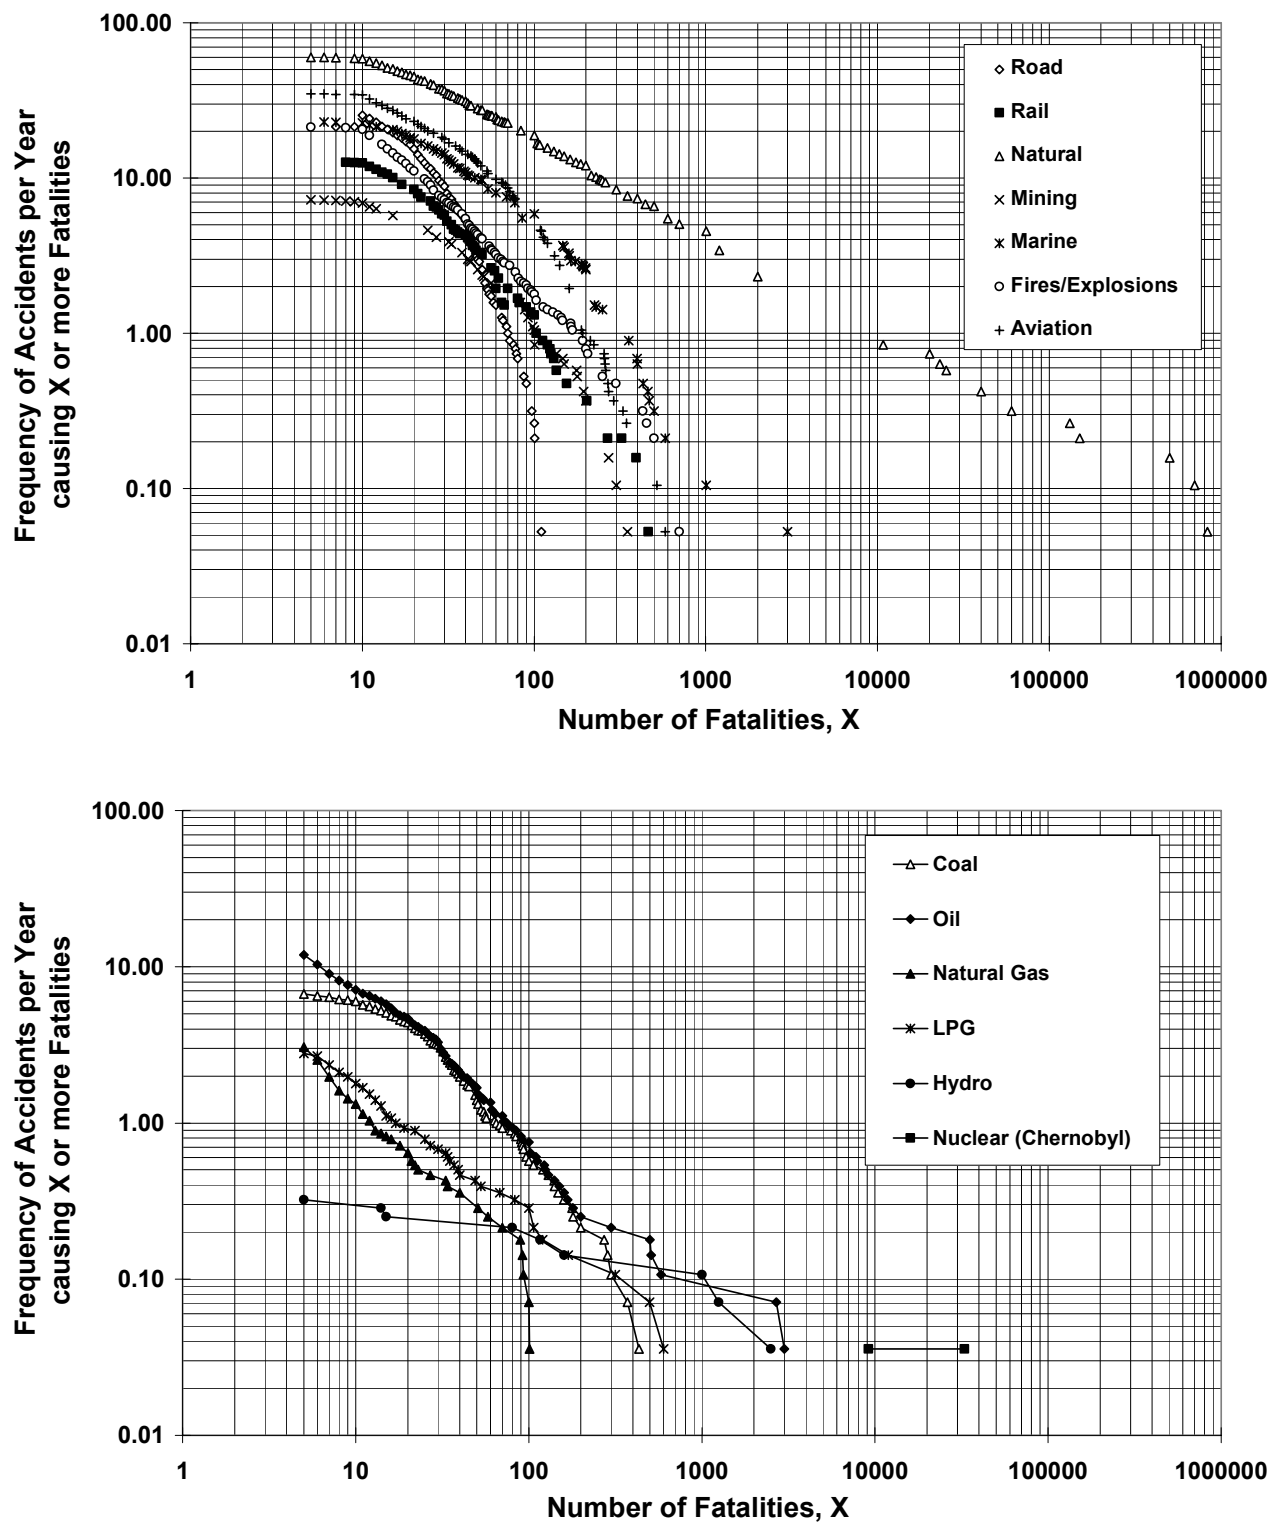 Frequency of Accidents per Year
causing X or more Fatalities
100.00
10.00
1.00
0.10
0.01
1
10
100
1000
10000
100000
1000000
Number of Fatalities, X
Road
Rail
Natural
Mining
Marine
Fires/Explosions
Aviation
Frequency of Accidents per Year
causing X or more Fatalities
100.00
10.00
1.00
0.10
0.01
1
10
100
1000
10000
100000
1000000
Number of Fatalities, X
Coal
Oil
Natural Gas
LPG
Hydro
Nuclear (Chernobyl)